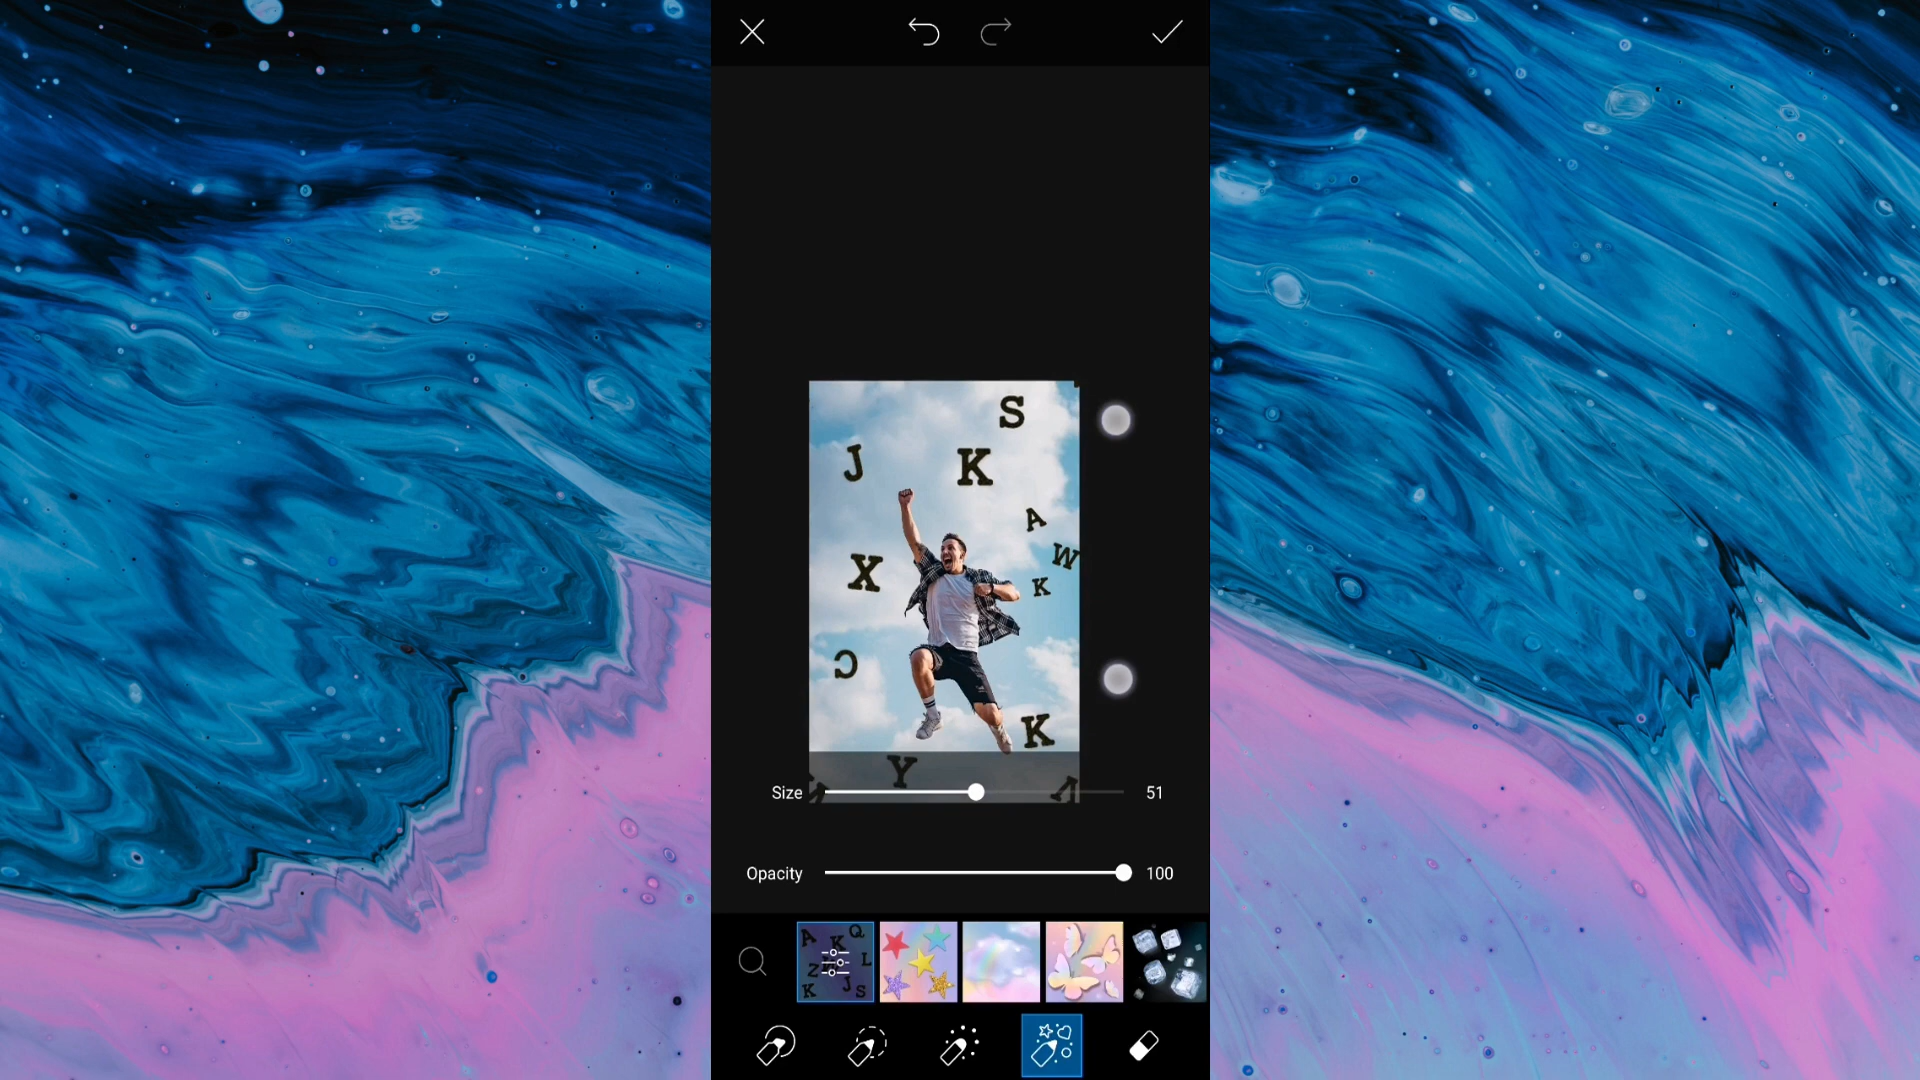 S
J K
A
W
X K
C
K
Y
Size 51
Opacity 100
A K Q
Z L
K J S